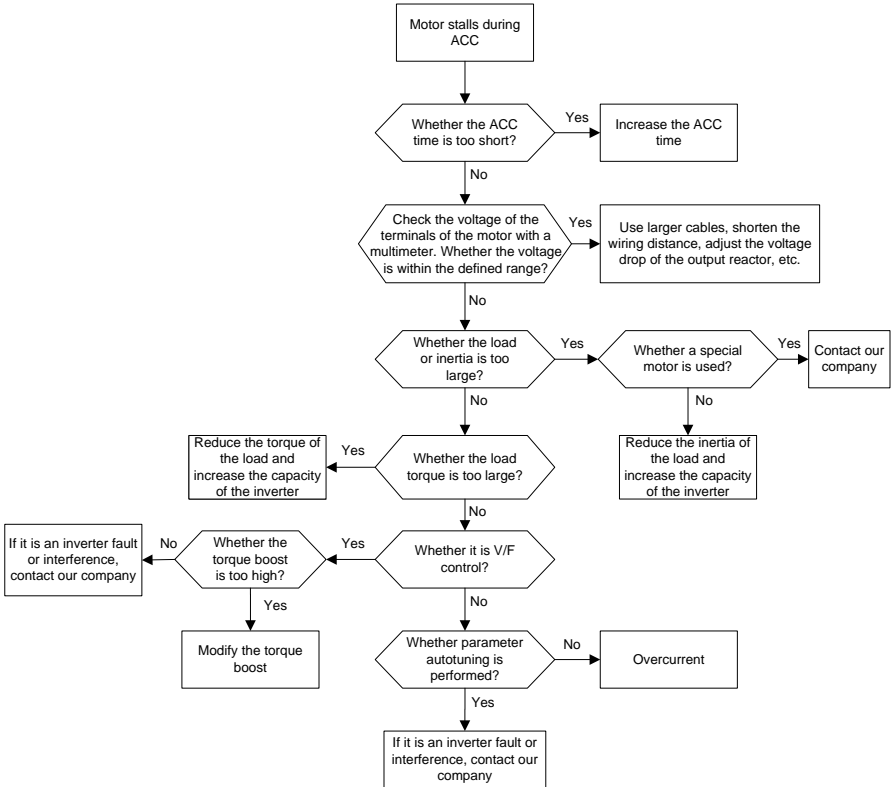 Motor stalls during
ACC
Whether the ACC
time is too short?
Yes
Increase the ACC
time
No
Check the voltage of the
terminals of the motor with a
multimeter. Whether the voltage
is within the defined range?
Yes
Use larger cables, shorten the
wiring distance, adjust the voltage
drop of the output reactor, etc.
No
Whether the load
or inertia is too
large?
Yes
Whether a special
motor is used?
Yes
Contact our
company
No
No
Reduce the torque of
the load and
increase the capacity
of the inverter
Yes
Whether the load
torque is too large?
Reduce the inertia of
the load and
increase the capacity
of the inverter
No
If it is an inverter fault
or interference,
contact our company
No
Whether the
torque boost
is too high?
Yes
Whether it is V/F
control?
Yes
No
Modify the torque
boost
Whether parameter
autotuning is
performed?
No
Overcurrent
Yes
If it is an inverter fault or
interference, contact our
company